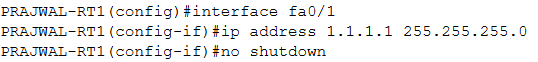 PRAJWAL-RT1(config)#interface fa0/1
PRAJWAL-RT1(config-if)#ip address 1.1.1.1 255.255.255.0
PRAJWAL-RT1(config-if)#no shutdown